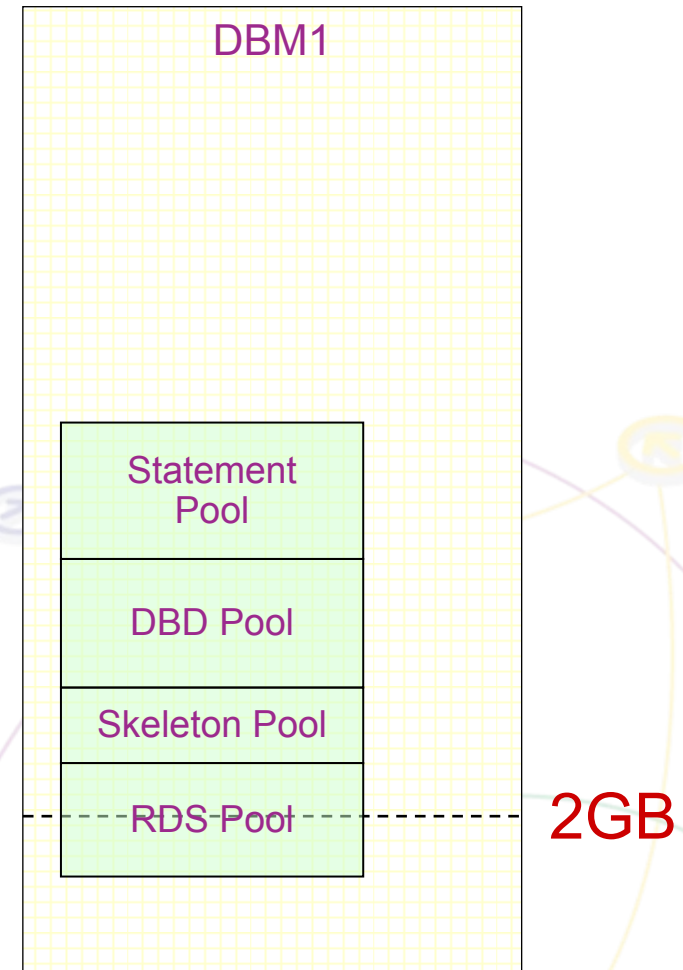 DBM1
Statement
Pool
DBD Pool
Skeleton Pool
RDS Pool
2GB